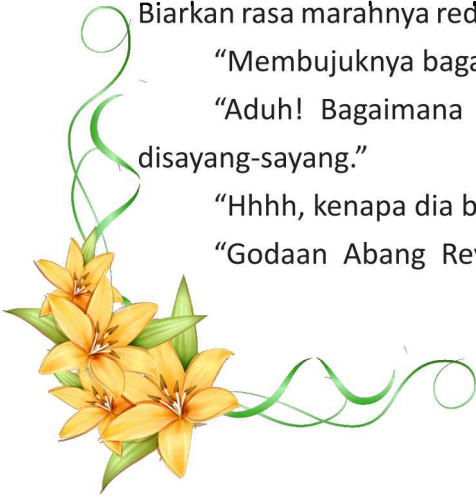 Biarkan rasa marahnya red
“Membujuknya baga
“Aduh! Bagaimana
disayang-sayang.”
“Hhhh, kenapa dia b
“Godaan Abang Re